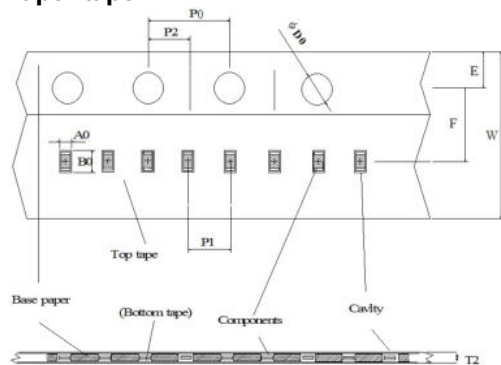 P0
P2
ϕ D0
E
F
W
A0
B0
P1
Top tape
Base paper
(Bottom tape)
Components
Cavity
T2